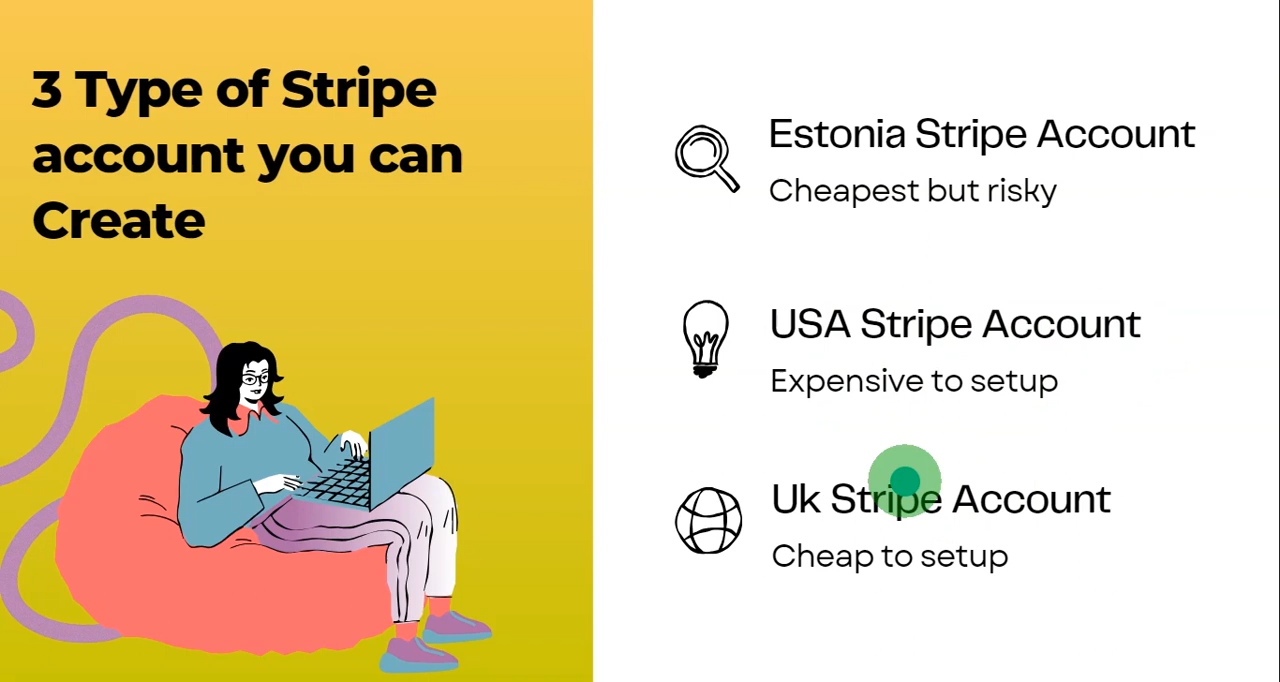 3 Type of Stripe
account you can
Create
Estonia Stripe Account
Cheapest but risky
USA Stripe Account
Expensive to setup
Uk Stripe Account
Cheap to setup